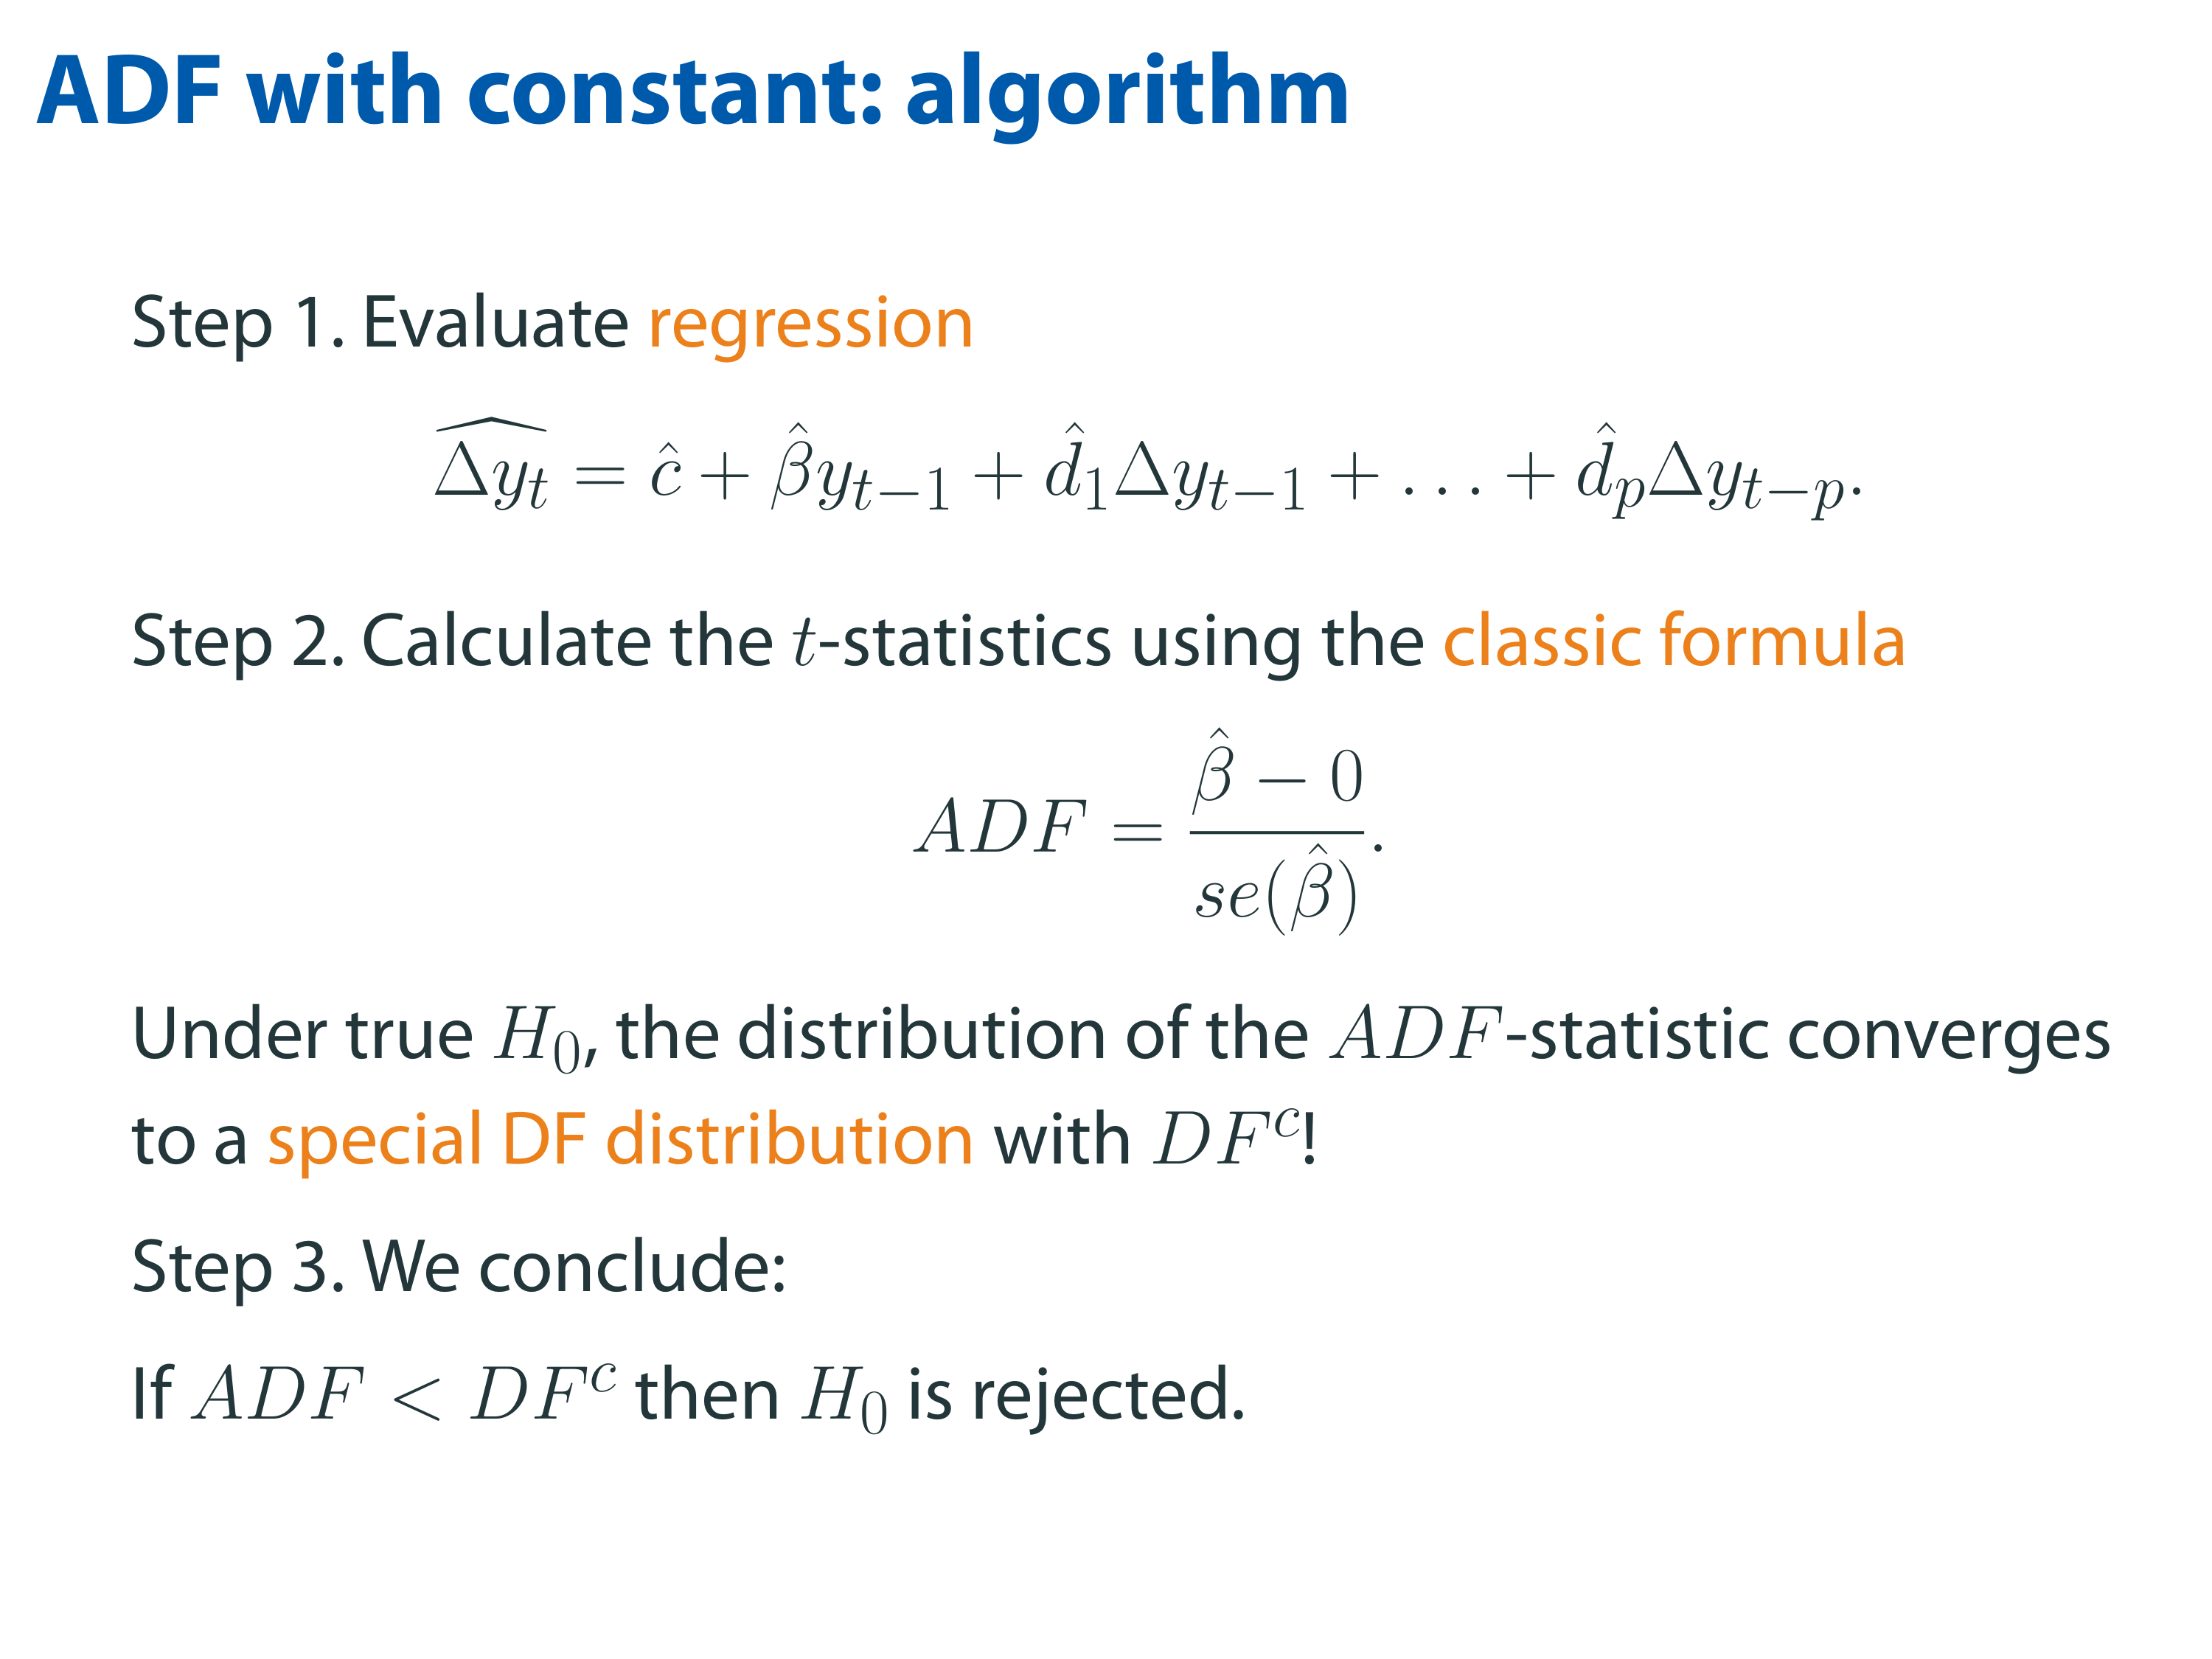 ADF with constant: algorithm
Step 1. Evaluate regression
$\widehat{\Delta y_t} = \hat{c} + \hat{\beta} y_{t-1} + \hat{d}_1 \Delta y_{t-1} + \ldots + \hat{d}_p \Delta y_{t-p}.$
Step 2. Calculate the $t$-statistics using the classic formula
$ADF = \frac{\hat{\beta} - 0}{se(\hat{\beta})}.$
Under true $H_0$, the distribution of the $ADF$-statistic converges
to a special DF distribution with $DF^c$!
Step 3. We conclude:
If $ADF < DF^c$ then $H_0$ is rejected.